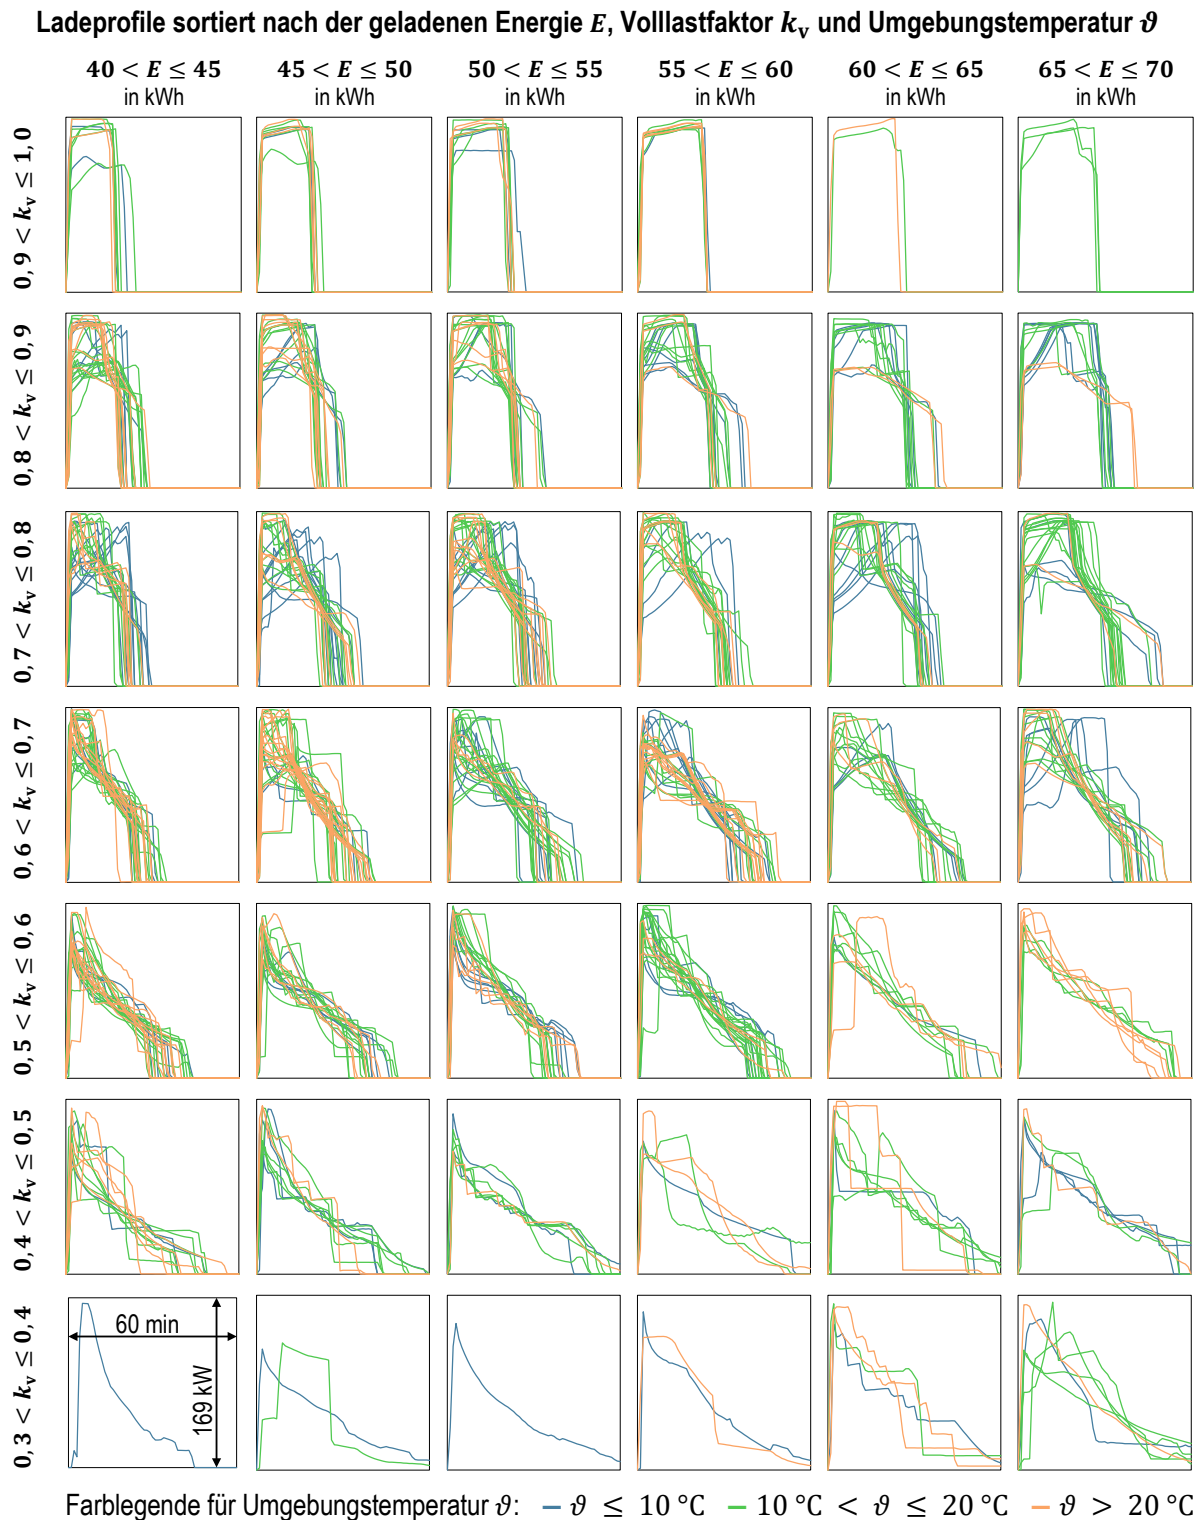 Ladeprofile sortiert nach der geladenen Energie E, Volllastfaktor kᵥ und Umgebungstemperatur ϑ
40 < E ≤ 45 45 < E ≤ 50 50 < E ≤ 55 55 < E ≤ 60 60 < E ≤ 65 65 < E ≤ 70
in kWh in kWh in kWh in kWh in kWh in kWh
0,9 < kᵥ ≤ 1,0
0,8 < kᵥ ≤ 0,9
0,7 < kᵥ ≤ 0,8
0,6 < kᵥ ≤ 0,7
0,5 < kᵥ ≤ 0,6
0,4 < kᵥ ≤ 0,5
0,3 < kᵥ ≤ 0,4
60 min
169 kW
Farblegende für Umgebungstemperatur ϑ: ϑ ≤ 10 °C 10 °C < ϑ ≤ 20 °C ϑ > 20 °C